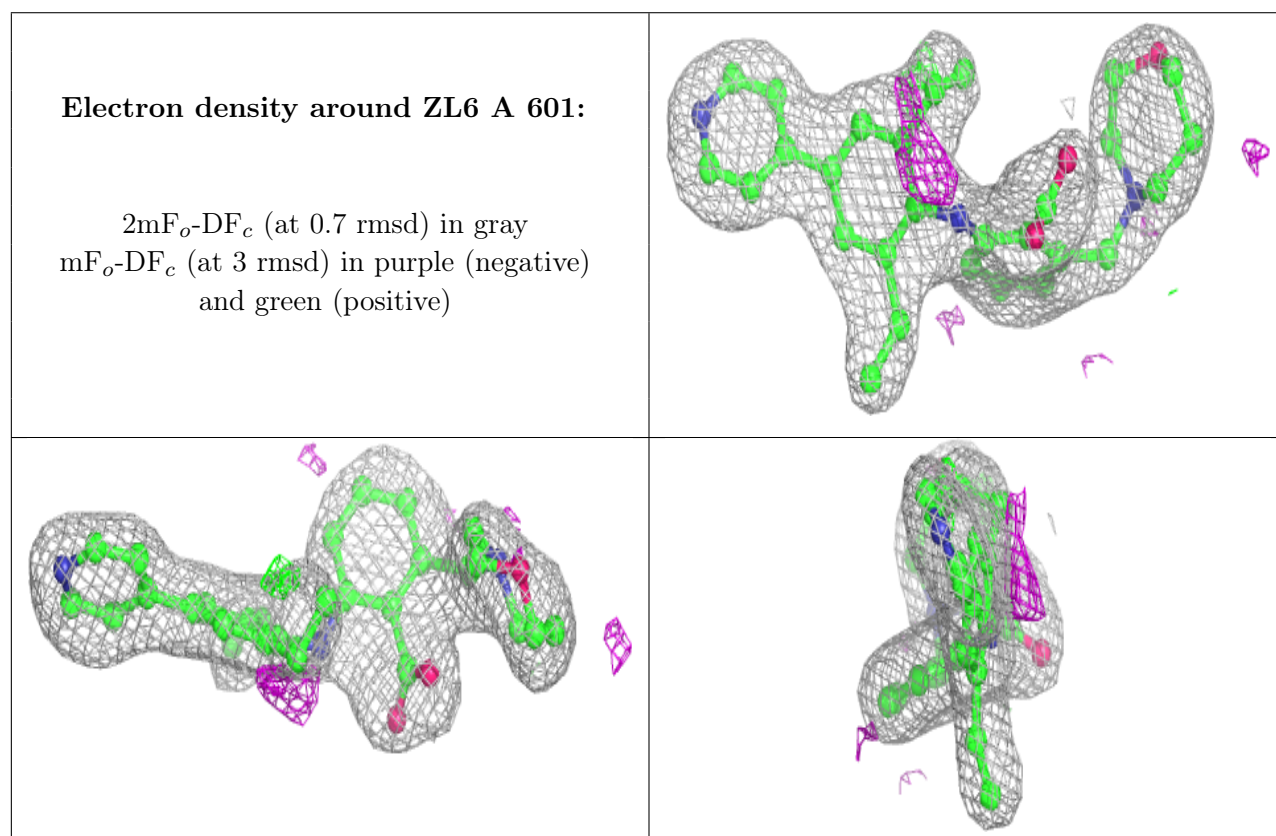 Electron density around ZL6 A 601:
2mFo-DFc (at 0.7 rmsd) in gray
mFo-DFc (at 3 rmsd) in purple (negative)
and green (positive)